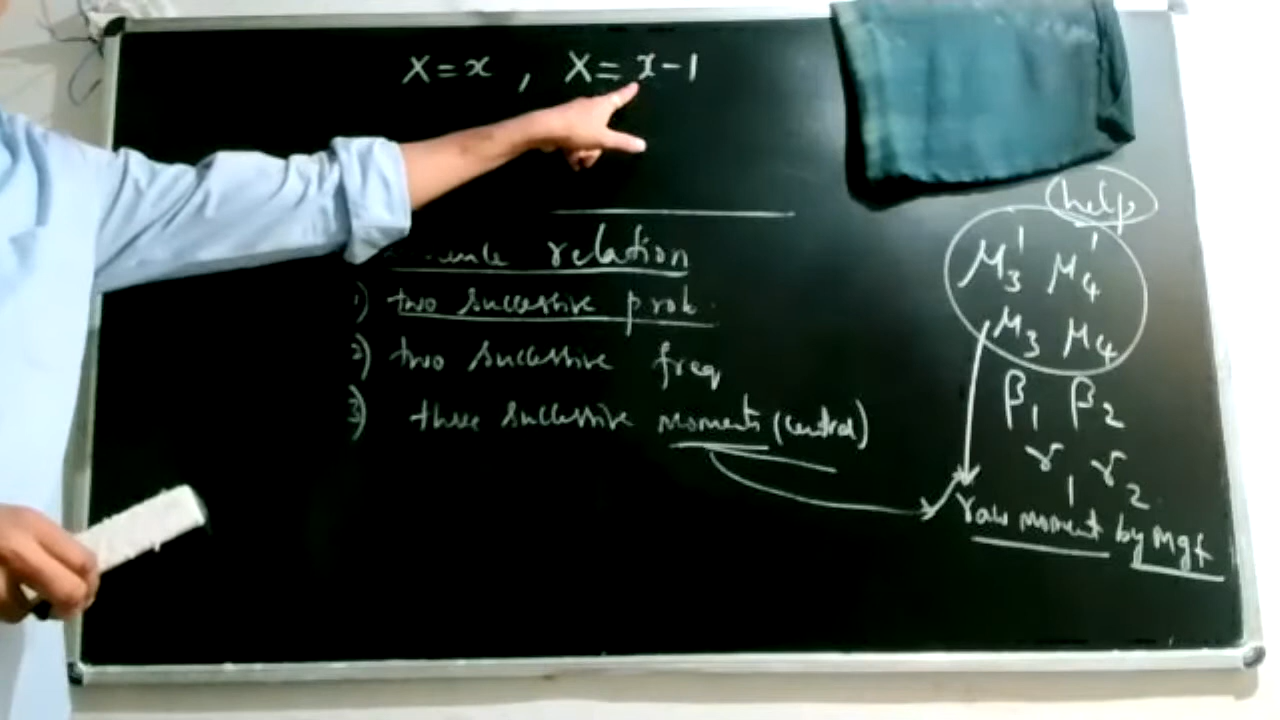 X = x , X = x - 1
relation
1) two successive prob.
2) two successive freq
3) three successive moments (central)
help
μ₃' μ₄'
μ₃ μ₄
β₁ β₂
γ₁ γ₂
raw moment by mgf